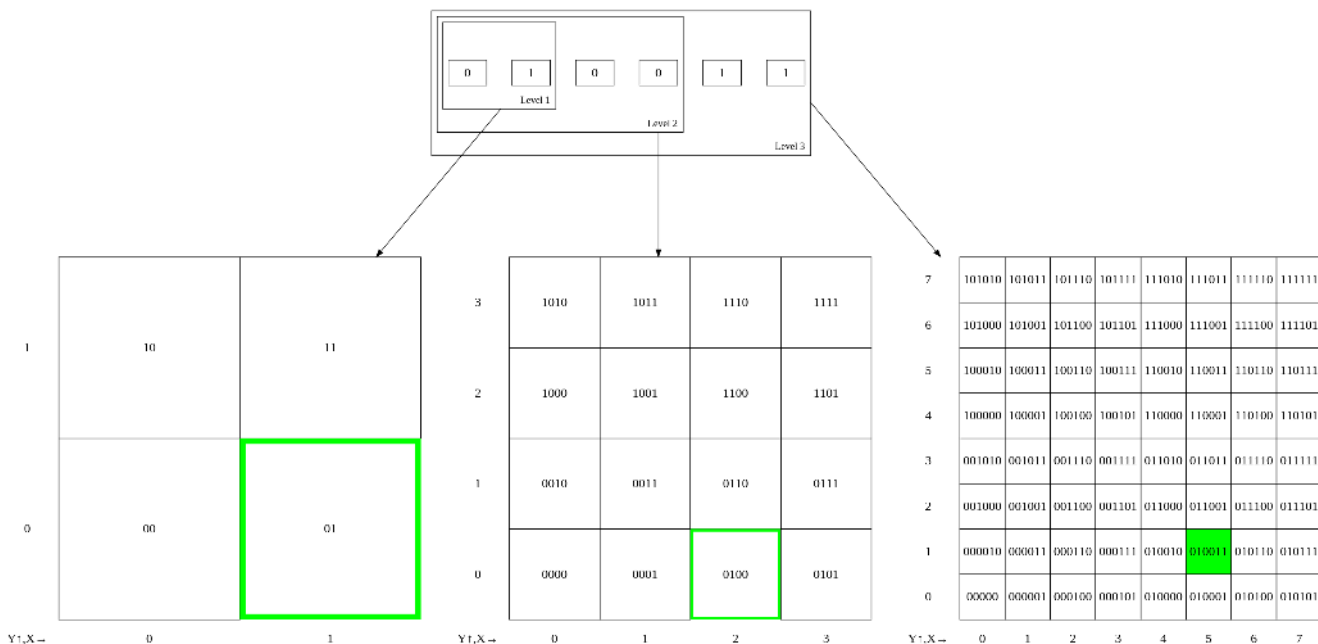 0 1 0 0 1 1
Level 1
Level 2
Level 3
1 10 11
0 00 01
Y↑,X→ 0 1
3 1010 1011 1110 1111
2 1000 1001 1100 1101
1 0010 0011 0110 0111
0 0000 0001 0100 0101
Y↑,X→ 0 1 2 3
7 101010 101011 101110 101111 111010 111011 111110 111111
6 101000 101001 101100 101101 111000 111001 111100 111101
5 100010 100011 100110 100111 110010 110011 110110 110111
4 100000 100001 100100 100101 110000 110001 110100 110101
3 001010 001011 001110 001111 011010 011011 011110 011111
2 001000 001001 001100 001101 011000 011001 011100 011101
1 000010 000011 000110 000111 010010 010011 010110 010111
0 00000 000001 000100 000101 010000 010001 010100 010101
Y↑,X→ 0 1 2 3 4 5 6 7